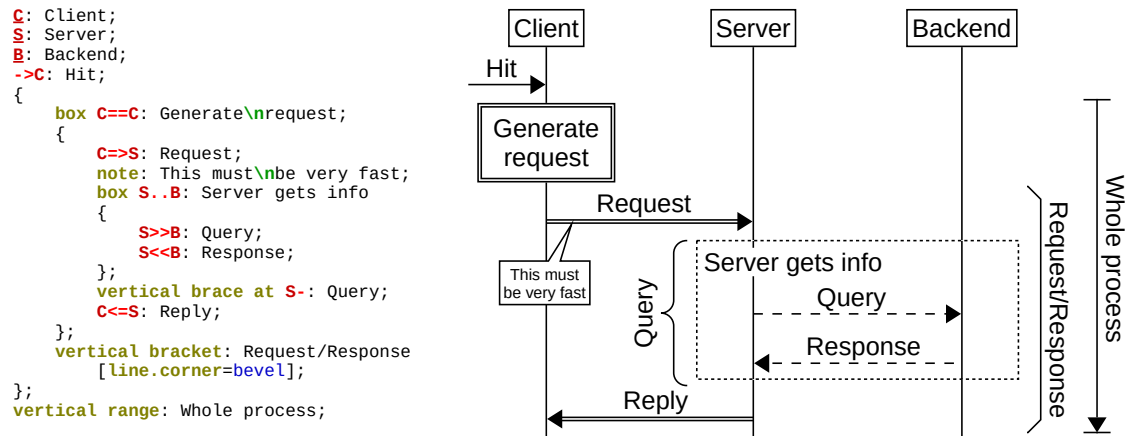 C: Client;
S: Server;
B: Backend;
->C: Hit;
{
    box C==C: Generate\nrequest;
    {
        C=>S: Request;
        note: This must\nbe very fast;
        box S..B: Server gets info
        {
            S>>B: Query;
            S<<B: Response;
        };
        vertical brace at S-: Query;
        C<=S: Reply;
    };
    vertical bracket: Request/Response
        [line.corner=bevel];
};
vertical range: Whole process;
Client
Server
Backend
Hit
Generate
request
Request
This must
be very fast
Server gets info
Query
Query
Response
Reply
Request/Response
Whole process